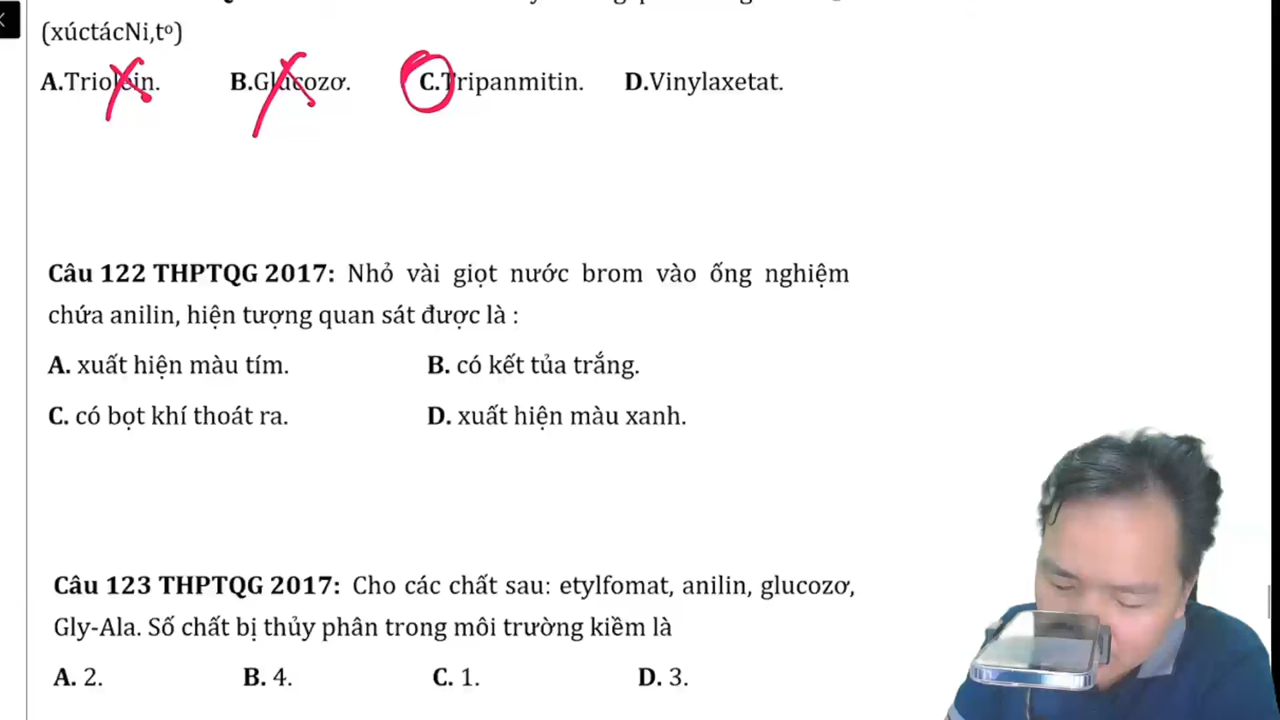 (xúctácNi,tº)
A.Triolein. B.Glucozơ. C.Tripanmitin. D.Vinylaxetat.
Câu 122 THPTQG 2017: Nhỏ vài giọt nước brom vào ống nghiệm
chứa anilin, hiện tượng quan sát được là :
A. xuất hiện màu tím. B. có kết tủa trắng.
C. có bọt khí thoát ra. D. xuất hiện màu xanh.
Câu 123 THPTQG 2017: Cho các chất sau: etylfomat, anilin, glucozơ,
Gly-Ala. Số chất bị thủy phân trong môi trường kiềm là
A. 2. B. 4. C. 1. D. 3.